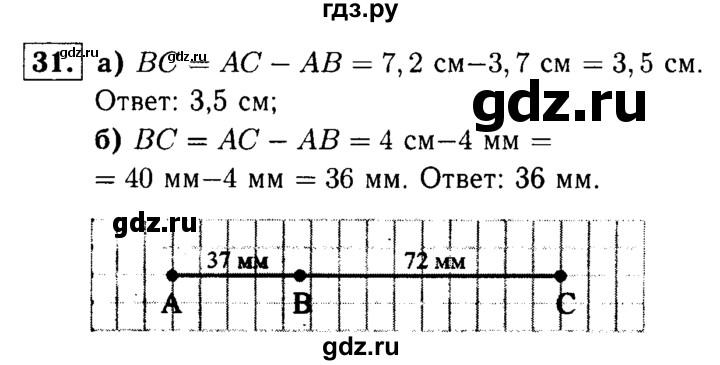 гдз.ру
gdz.ru
31. а) BC = AC − AB = 7,2 см−3,7 см = 3,5 см.
gdz.ru
Ответ: 3,5 см;
gdz.ru
б) BC = AC − AB = 4 см−4 мм =
= 40 мм−4 мм = 36 мм. Ответ: 36 мм.
gdz.ru
37 мм 72 мм
A B C
gdz.ru